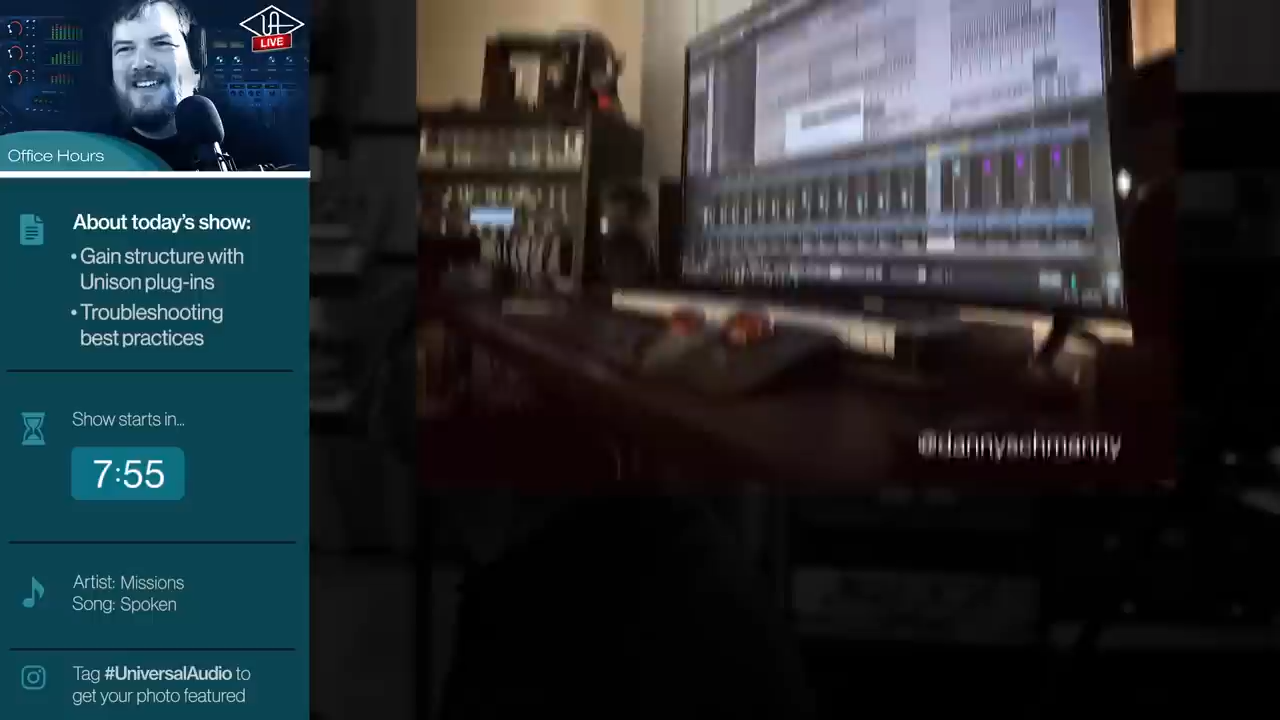 UA
LIVE
Office Hours
About today's show:
• Gain structure with
Unison plug-ins
• Troubleshooting
best practices
Show starts in...
7:55
Artist: Missions
Song: Spoken
Tag #UniversalAudio to
get your photo featured
@dannyschmanny